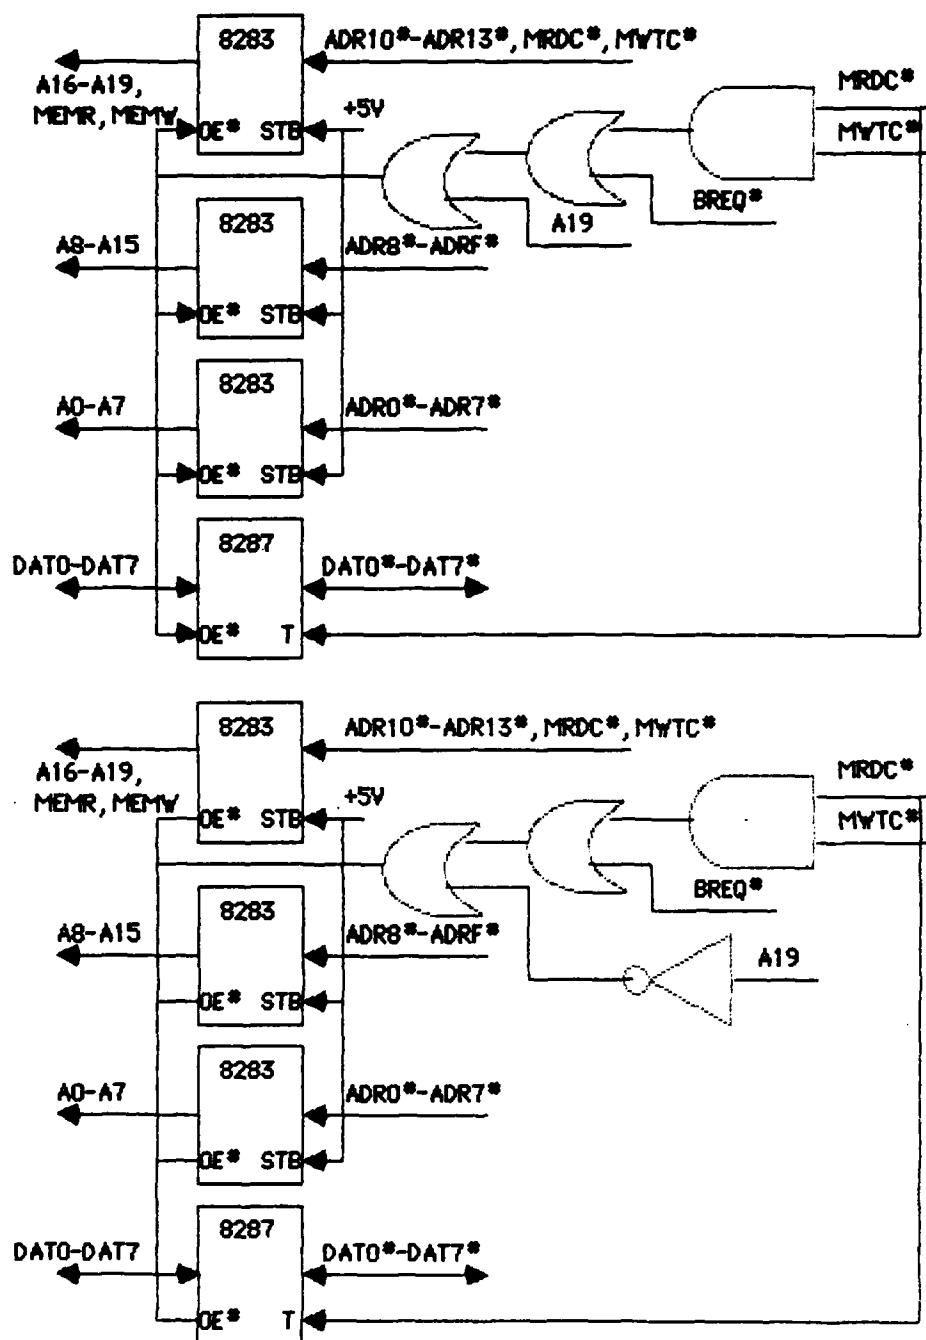 8283
ADR10*-ADR13*, MRDC*, MWTC*
A16-A19,
MEMR, MEMW
+5V
MRDC*
OE* STB
MWTC*
BREQ*
8283
A19
A8-A15
ADR8*-ADRF*
OE* STB
8283
A0-A7
ADR0*-ADR7*
OE* STB
8287
DAT0-DAT7
DAT0*-DAT7*
OE* T
8283
ADR10*-ADR13*, MRDC*, MWTC*
A16-A19,
MEMR, MEMW
+5V
MRDC*
OE* STB
MWTC*
BREQ*
8283
A8-A15
ADR8*-ADRF*
A19
OE* STB
8283
A0-A7
ADR0*-ADR7*
OE* STB
8287
DAT0-DAT7
DAT0*-DAT7*
OE* T